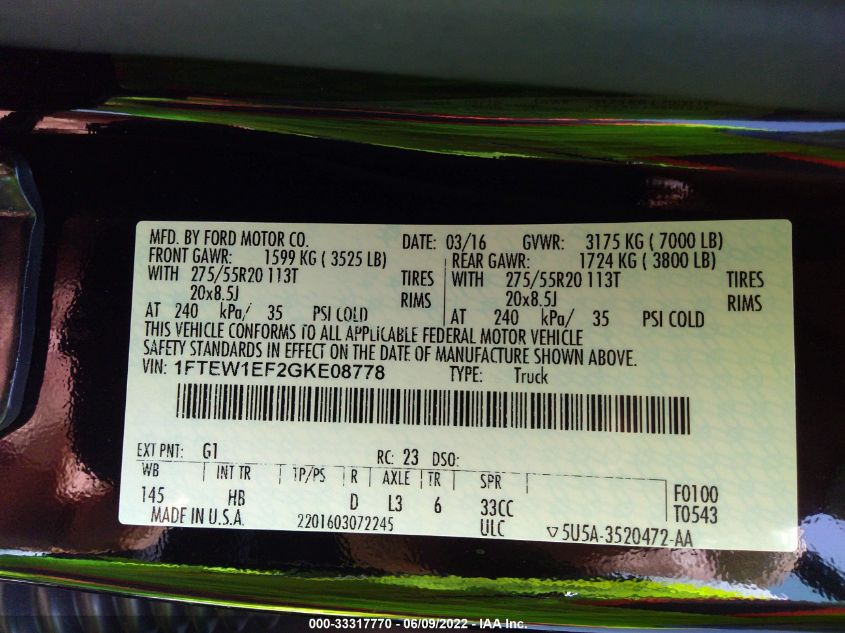 MFD. BY FORD MOTOR CO. DATE: 03/16 GVWR: 3175 KG ( 7000 LB)
FRONT GAWR: 1599 KG ( 3525 LB) REAR GAWR: 1724 KG ( 3800 LB)
WITH 275/55R20 113T TIRES WITH 275/55R20 113T TIRES
20x8.5J RIMS 20x8.5J RIMS
AT 240 kPa/ 35 PSI COLD AT 240 kPa/ 35 PSI COLD
THIS VEHICLE CONFORMS TO ALL APPLICABLE FEDERAL MOTOR VEHICLE
SAFETY STANDARDS IN EFFECT ON THE DATE OF MANUFACTURE SHOWN ABOVE.
VIN: 1FTEW1EF2GKE08778 TYPE: Truck
EXT PNT: G1 RC: 23 DSO:
WB INT TR TP/PS R AXLE TR SPR F0100
145 HB D L3 6 33CC T0543
MADE IN U.S.A. 2201603072245 ULC ▽5U5A-3520472-AA
000-33317770 - 06/09/2022 - IAA Inc.